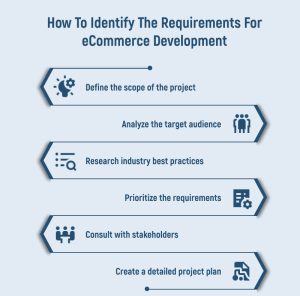 How To Identify The Requirements For
eCommerce Development
Define the scope of the project
Analyze the target audience
Research industry best practices
Prioritize the requirements
Consult with stakeholders
Create a detailed project plan